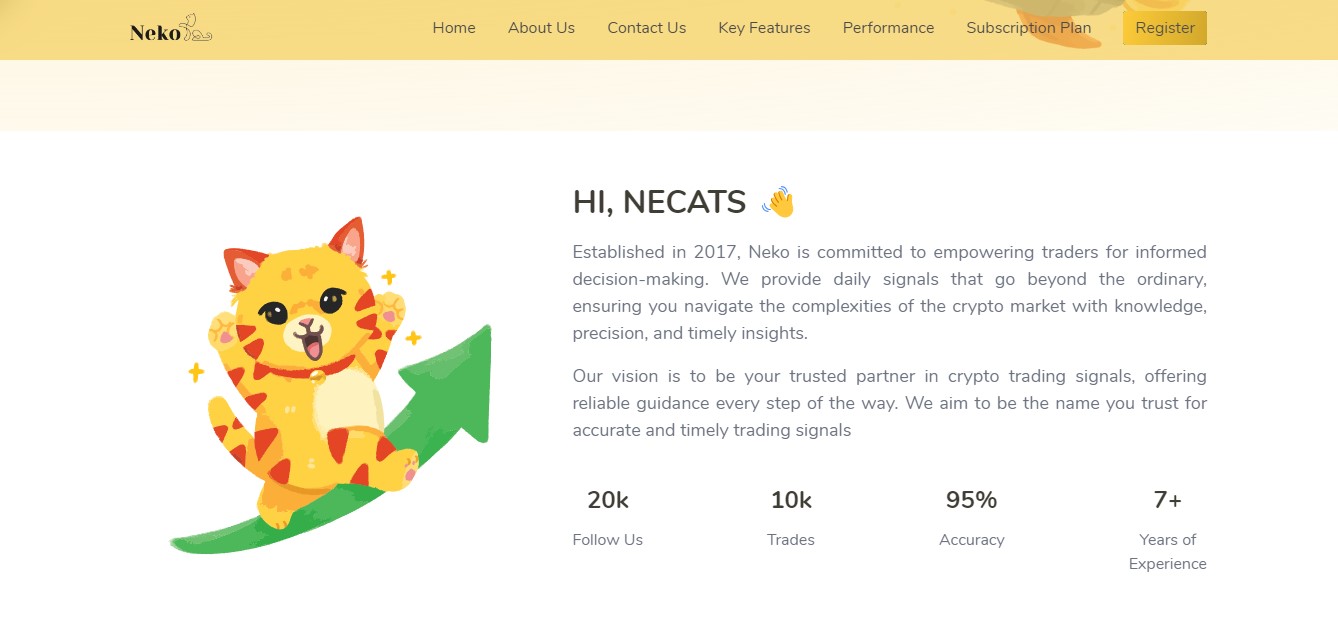 Neko
Home About Us Contact Us Key Features Performance Subscription Plan Register
HI, NECATS 👋
Established in 2017, Neko is committed to empowering traders for informed
decision-making. We provide daily signals that go beyond the ordinary,
ensuring you navigate the complexities of the crypto market with knowledge,
precision, and timely insights.
Our vision is to be your trusted partner in crypto trading signals, offering
reliable guidance every step of the way. We aim to be the name you trust for
accurate and timely trading signals
20k 10k 95% 7+
Follow Us Trades Accuracy Years of
Experience